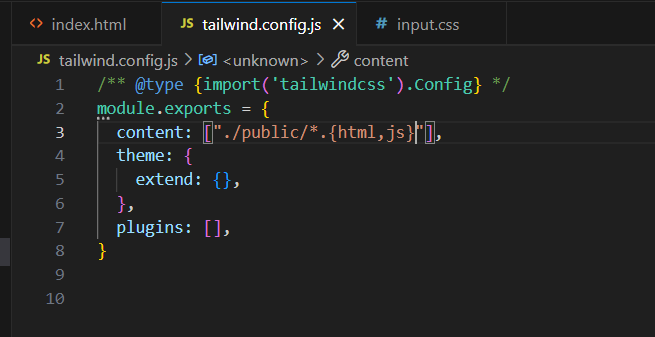 index.html
JS tailwind.config.js
# input.css
JS tailwind.config.js > <unknown> > content
1 /** @type {import('tailwindcss').Config} */
2 module.exports = {
3   content: ["./public/*.{html,js}"],
4   theme: {
5     extend: {},
6   },
7   plugins: [],
8 }
9
10